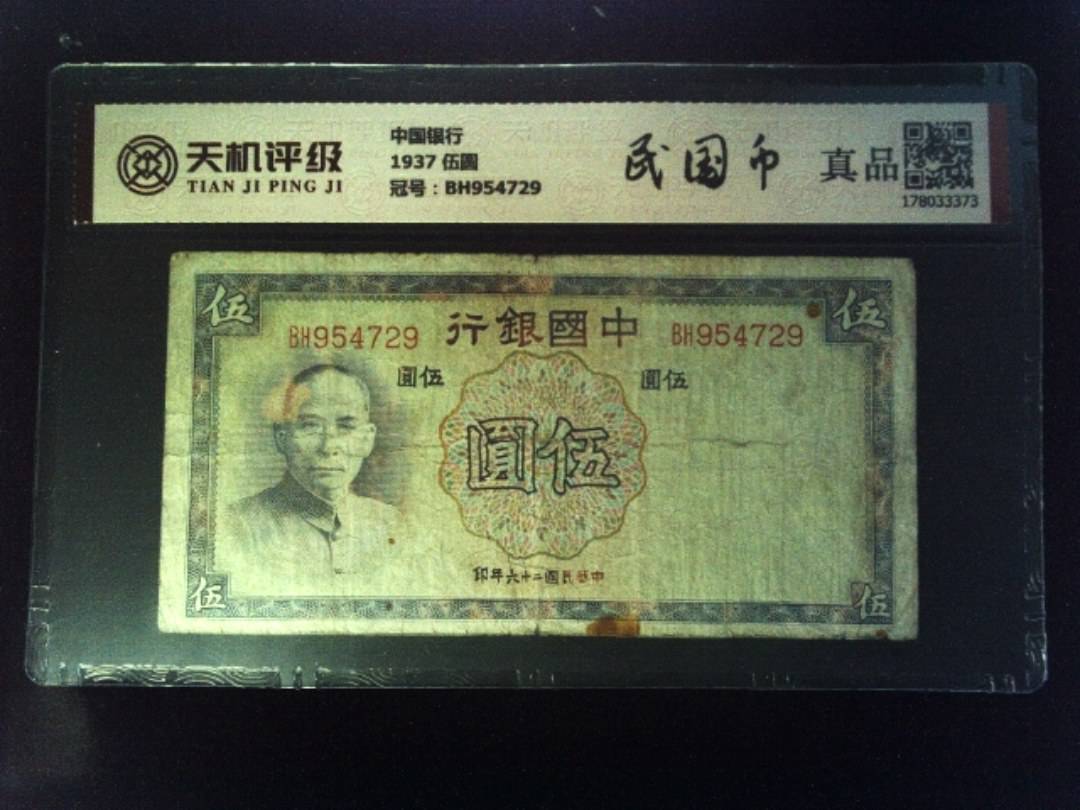 天机评级
TIAN JI PING JI
中国银行
1937 伍圆
冠号：BH954729
民国币
真品
178033373
伍
伍
BH954729
行銀國中
BH954729
圓伍
圓伍
圓伍
印年六十二國民華中
伍
伍